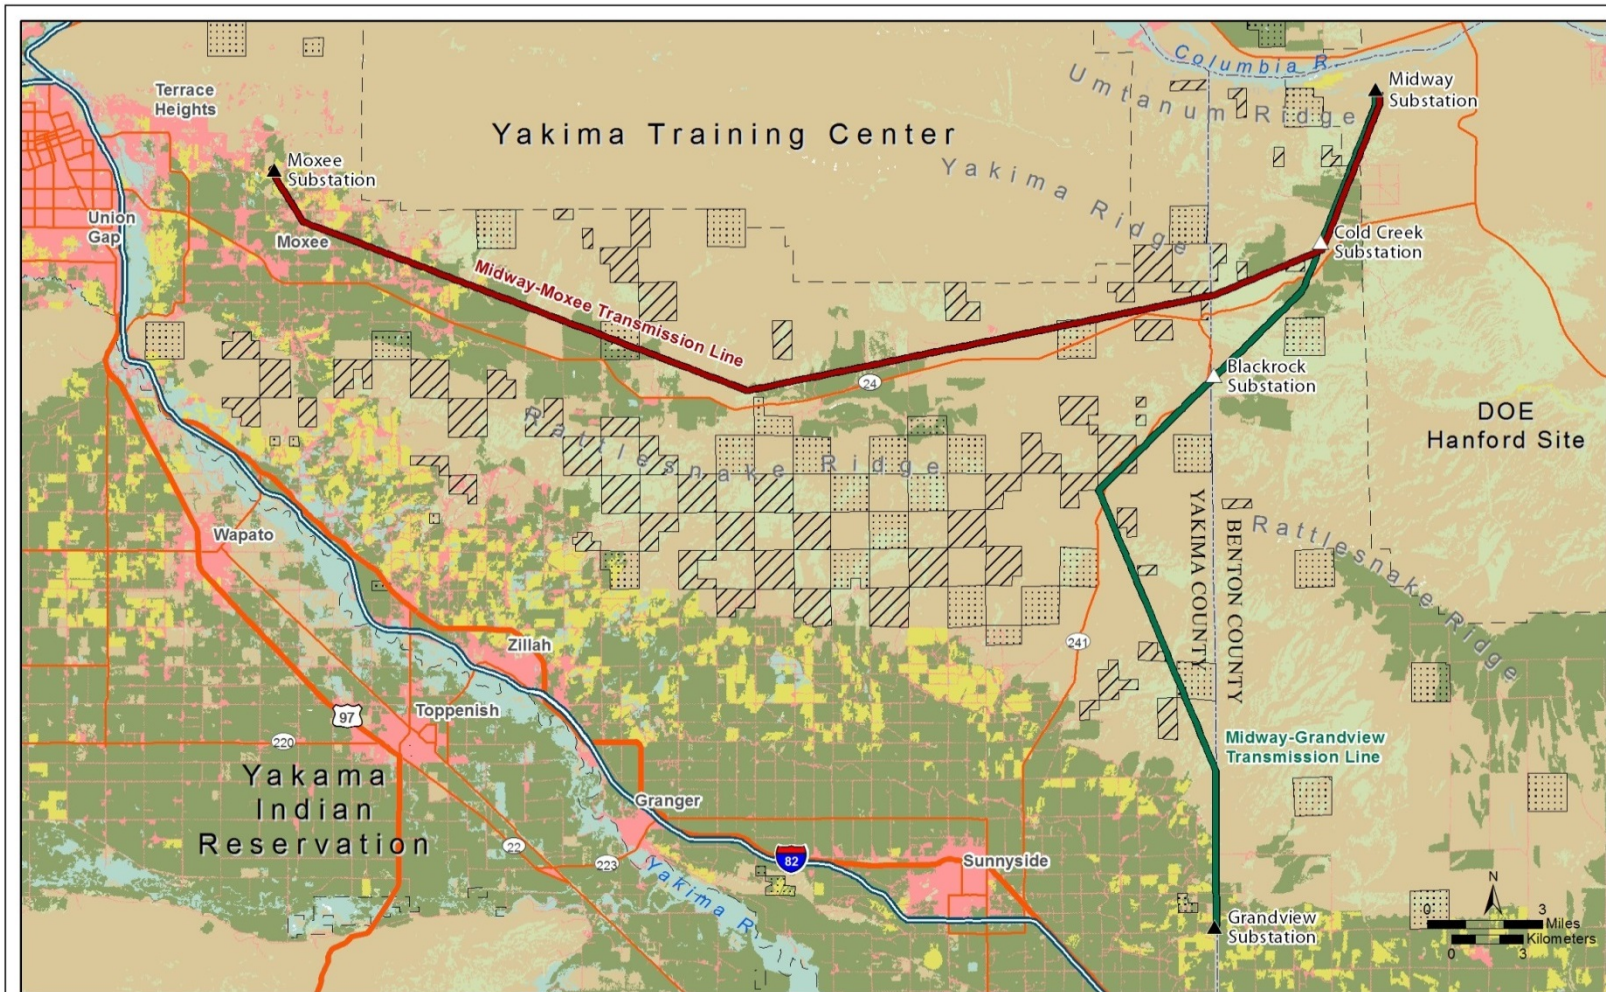 Columbia R.
Umtanum Ridge
Midway
Substation
Terrace
Heights
Yakima Training Center
Yakima Ridge
Moxee
Substation
Union
Gap
Moxee
Cold Creek
Substation
Midway-Moxee Transmission Line
Blackrock
Substation
24
DOE
Hanford Site
Rattlesnake Ridge
YAKIMA COUNTY
BENTON COUNTY
Rattlesnake Ridge
Wapato
Zillah
241
Toppenish
97
220
Midway-Grandview
Transmission Line
Yakama
Indian
Reservation
Granger
22
223
82
Sunnyside
Yakima R.
Grandview
Substation
N
0 3
Miles
Kilometers
0 3